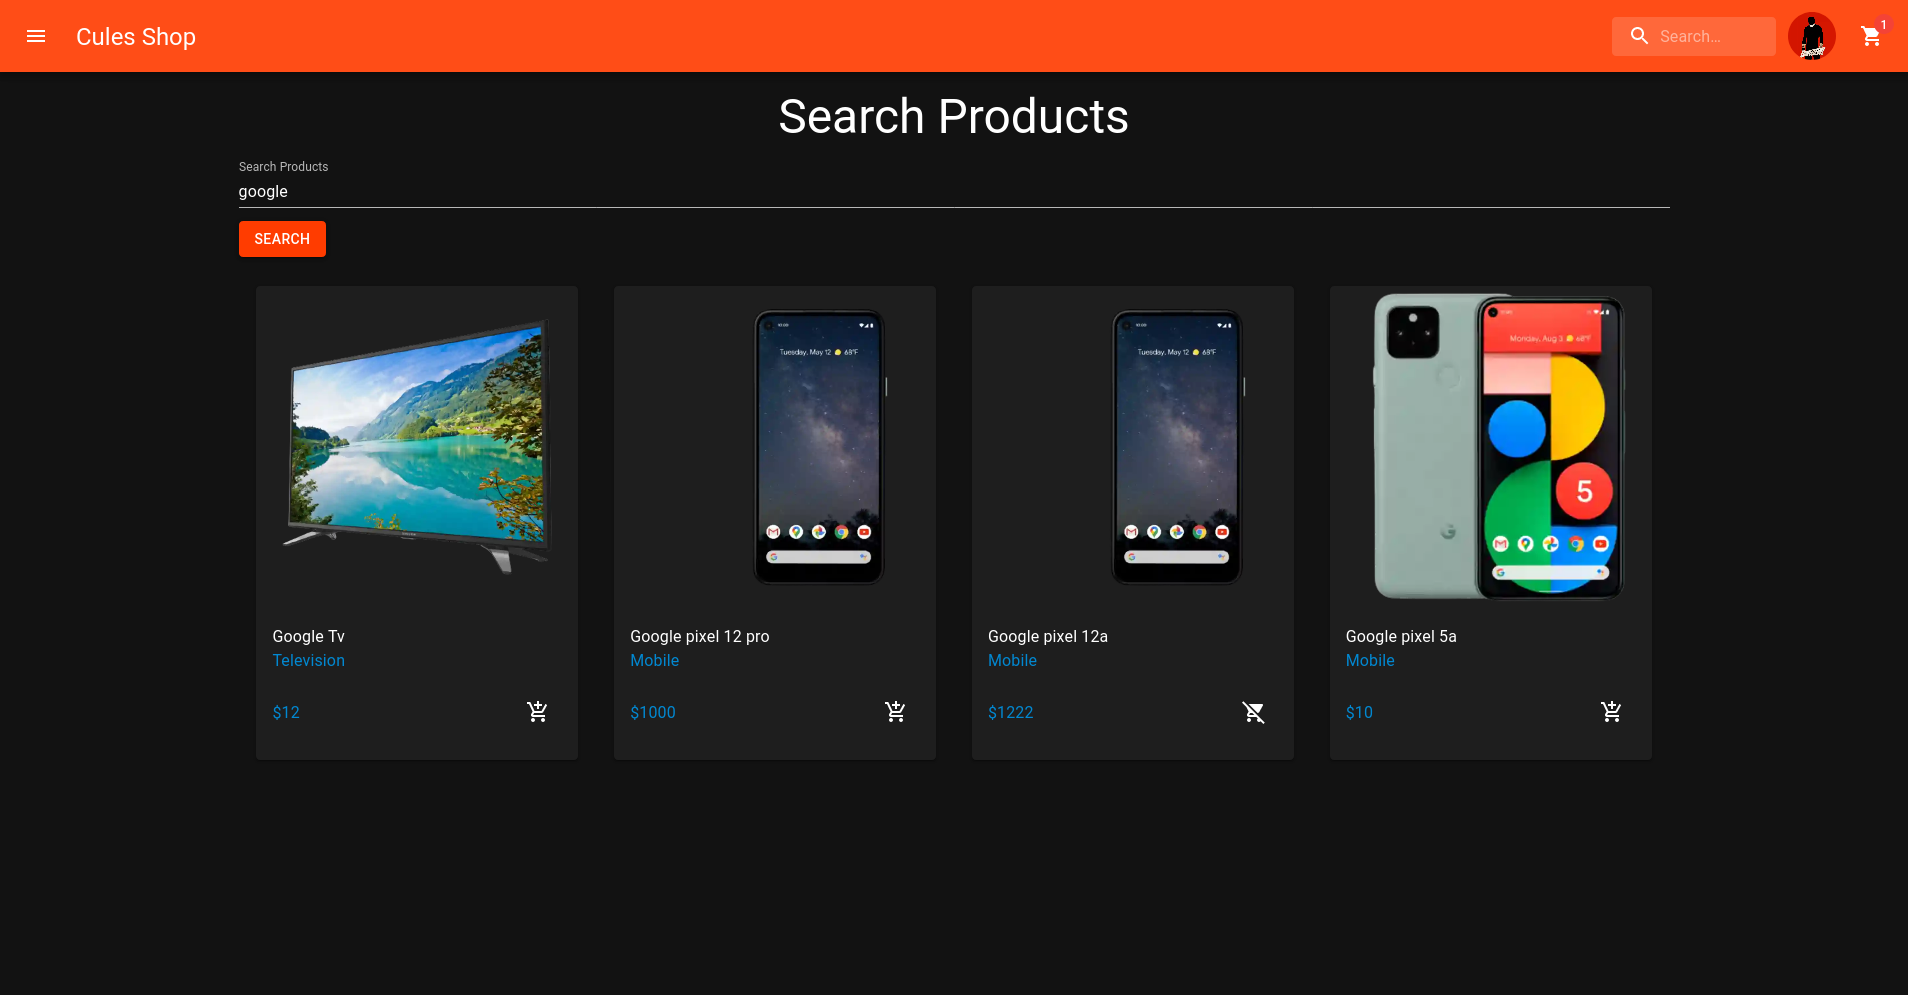 Cules Shop
Search…
1
Search Products
Search Products
google
SEARCH
Tuesday, May 12 68°F
Tuesday, May 12 68°F
Monday, Aug 3 68°F
5
Google Tv
Television
$12
Google pixel 12 pro
Mobile
$1000
Google pixel 12a
Mobile
$1222
Google pixel 5a
Mobile
$10